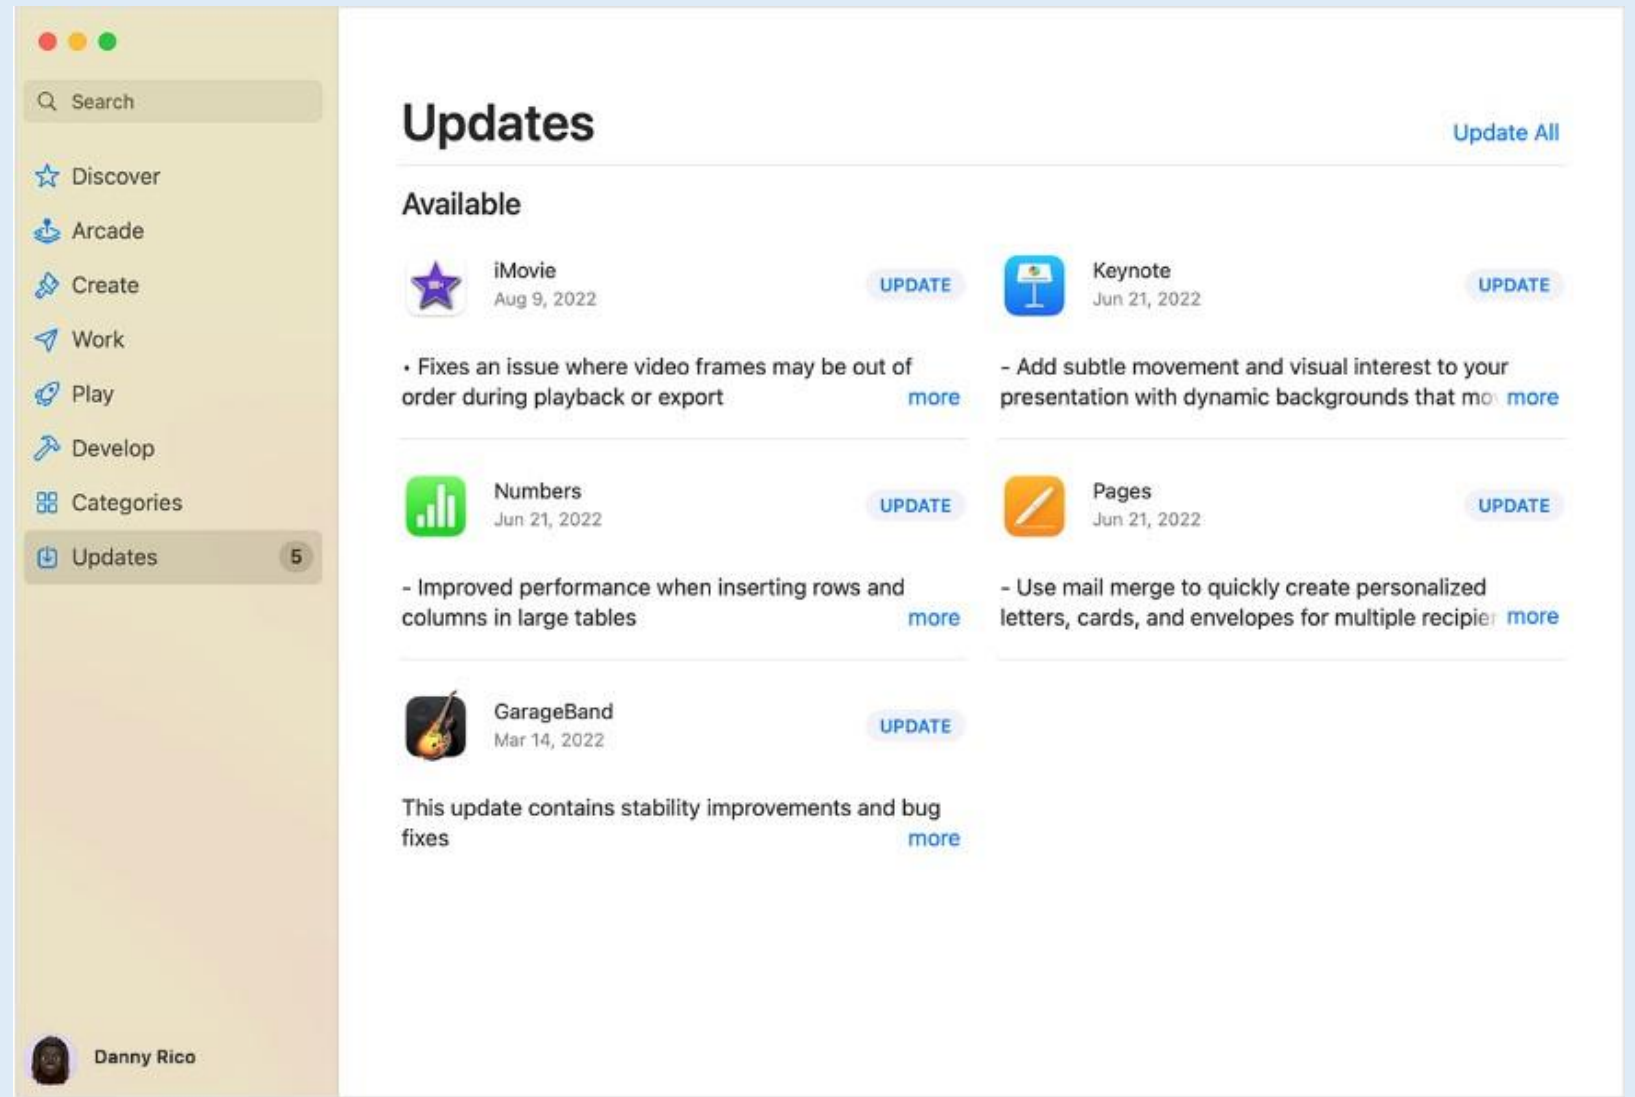 Search
Discover
Arcade
Create
Work
Play
Develop
Categories
Updates 5
Danny Rico
Updates
Update All
Available
iMovie
Aug 9, 2022
UPDATE
• Fixes an issue where video frames may be out of
order during playback or export more
Keynote
Jun 21, 2022
UPDATE
- Add subtle movement and visual interest to your
presentation with dynamic backgrounds that more
Numbers
Jun 21, 2022
UPDATE
- Improved performance when inserting rows and
columns in large tables more
Pages
Jun 21, 2022
UPDATE
- Use mail merge to quickly create personalized
letters, cards, and envelopes for multiple more
GarageBand
Mar 14, 2022
UPDATE
This update contains stability improvements and bug
fixes more